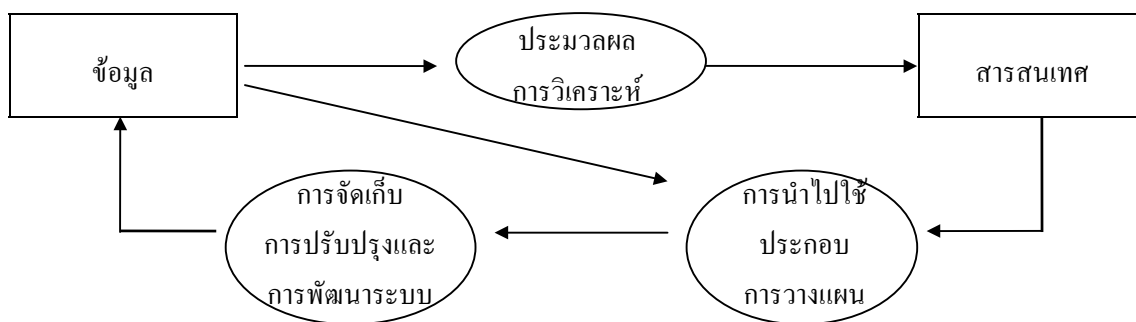 ข้อมูล
ประมวลผล
การวิเคราะห์
สารสนเทศ
การจัดเก็บ
การปรับปรุงและ
การพัฒนาระบบ
การนำไปใช้
ประกอบ
การวางแผน